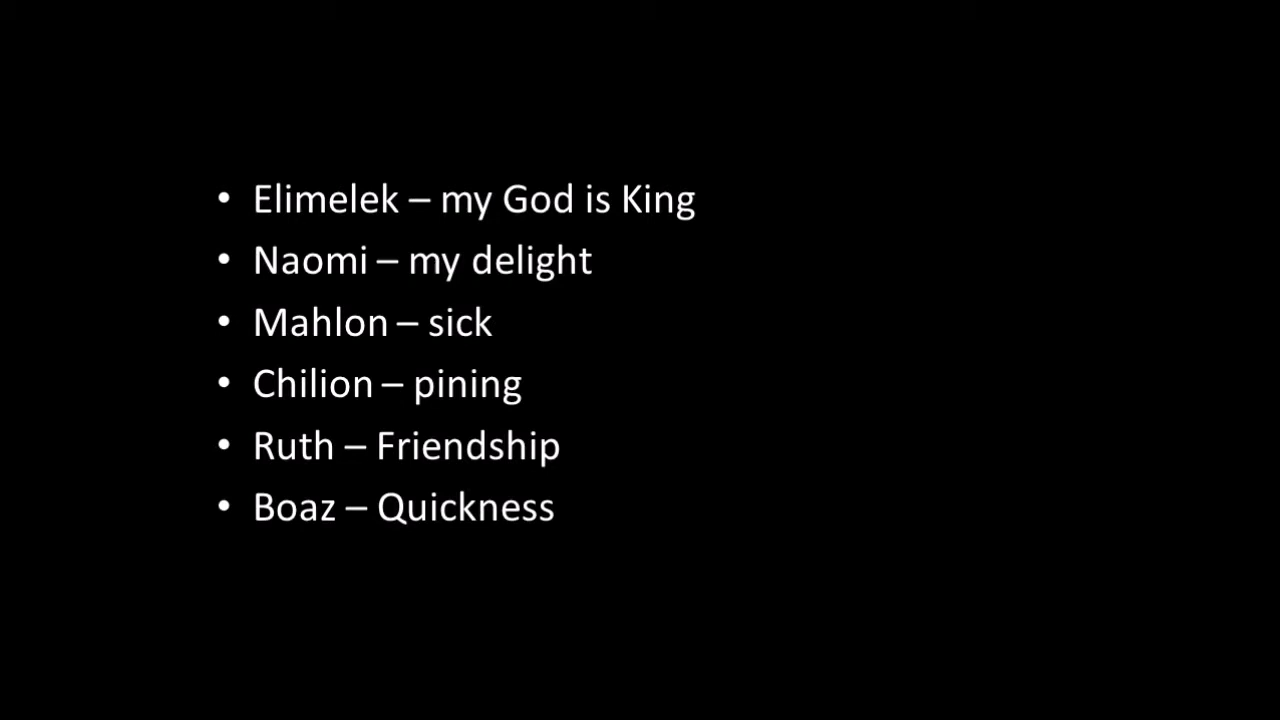 • Elimelek – my God is King
• Naomi – my delight
• Mahlon – sick
• Chilion – pining
• Ruth – Friendship
• Boaz – Quickness